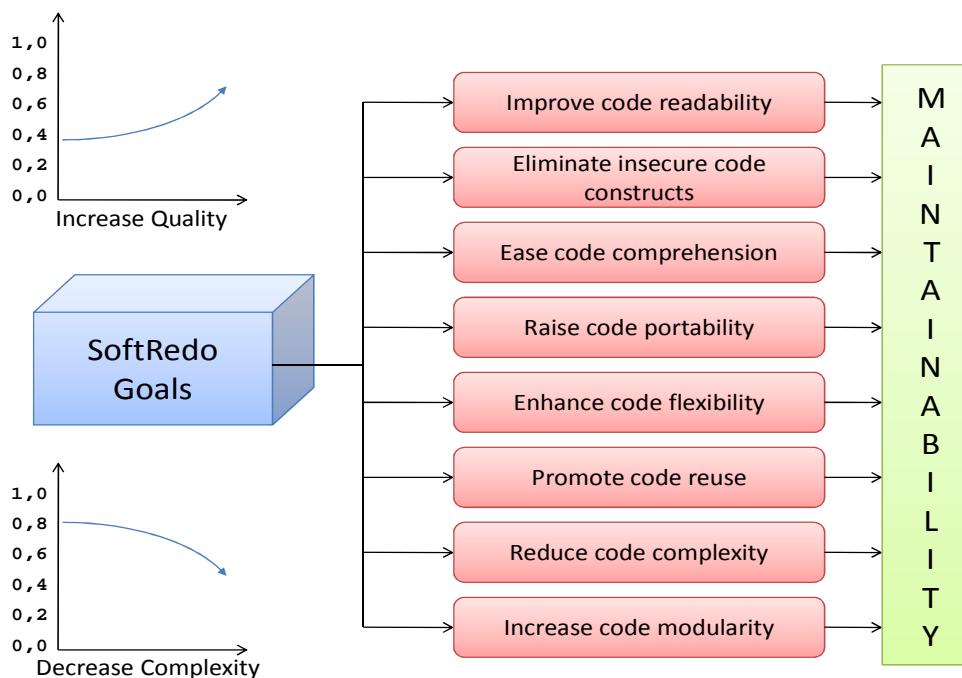 1,0
0,8
0,6
0,4
0,2
0,0
Increase Quality
SoftRedo
Goals
1,0
0,8
0,6
0,4
0,2
0,0
Decrease Complexity
Improve code readability
Eliminate insecure code
constructs
Ease code comprehension
Raise code portability
Enhance code flexibility
Promote code reuse
Reduce code complexity
Increase code modularity
M
A
I
N
T
A
I
N
A
B
I
L
I
T
Y